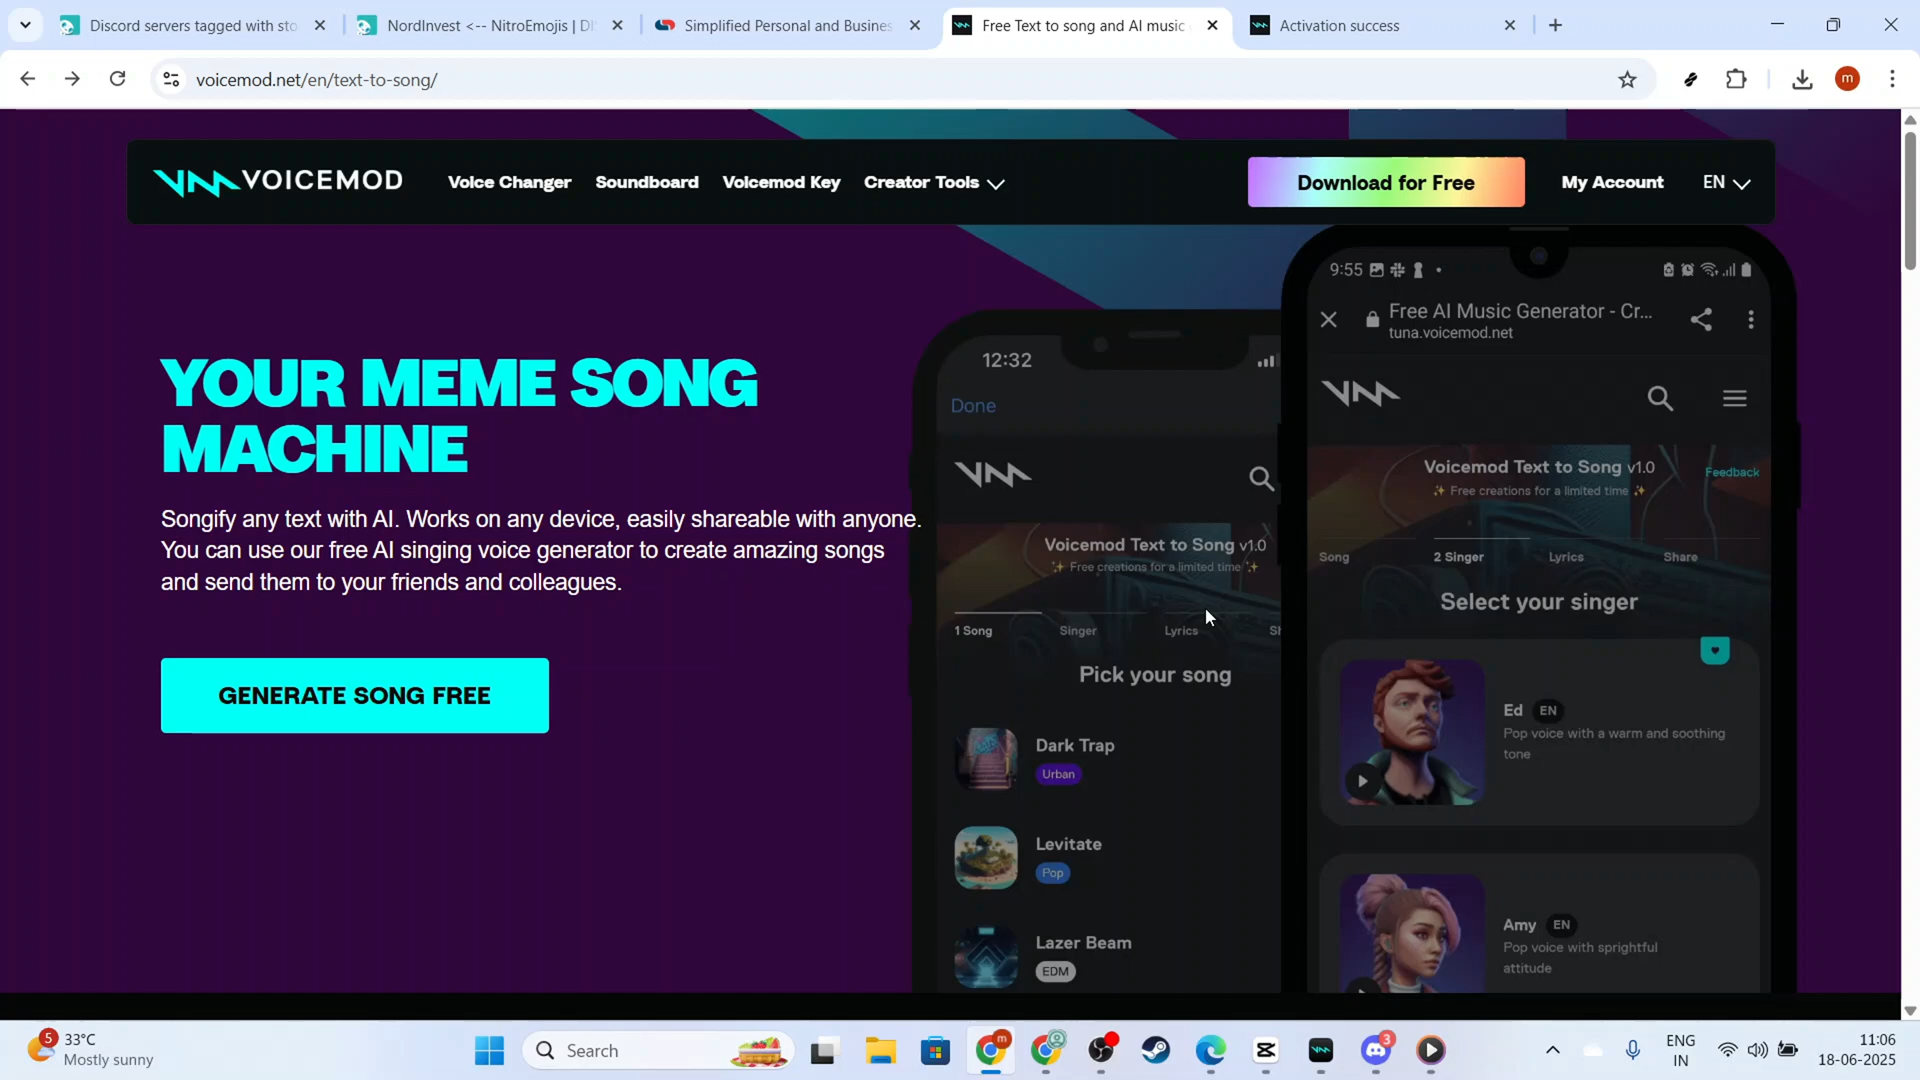 Discord servers tagged with sto
NordInvest <-- NitroEmojis | DI
Simplified Personal and Busines
Free Text to song and AI music
Activation success
voicemod.net/en/text-to-song/
m
VOICEMOD
Voice Changer
Soundboard
Voicemod Key
Creator Tools
Download for Free
My Account
EN
YOUR MEME SONG
MACHINE
Songify any text with AI. Works on any device, easily shareable with anyone.
You can use our free AI singing voice generator to create amazing songs
and send them to your friends and colleagues.
GENERATE SONG FREE
12:32
Done
Voicemod Text to Song v1.0
✨ Free creations for a limited time ✨
1 Song
Singer
Lyrics
Sh
Pick your song
Dark Trap
Urban
Levitate
Pop
Lazer Beam
EDM
9:55
Free AI Music Generator - Cr...
tuna.voicemod.net
Voicemod Text to Song v1.0
Feedback
✨ Free creations for a limited time ✨
Song
2 Singer
Lyrics
Share
Select your singer
Ed EN
Pop voice with a warm and soothing
tone
Amy EN
Pop voice with sprightful
attitude
5
33°C
Mostly sunny
Search
m
3
ENG
IN
11:06
18-06-2025